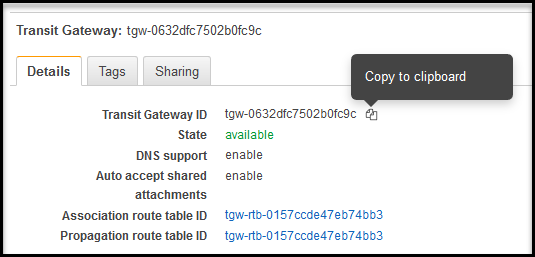 Transit Gateway: tgw-0632dfc7502b0fc9c
Details Tags Sharing
Copy to clipboard
Transit Gateway ID tgw-0632dfc7502b0fc9c
State available
DNS support enable
Auto accept shared enable
attachments
Association route table ID tgw-rtb-0157ccde47eb74bb3
Propagation route table ID tgw-rtb-0157ccde47eb74bb3